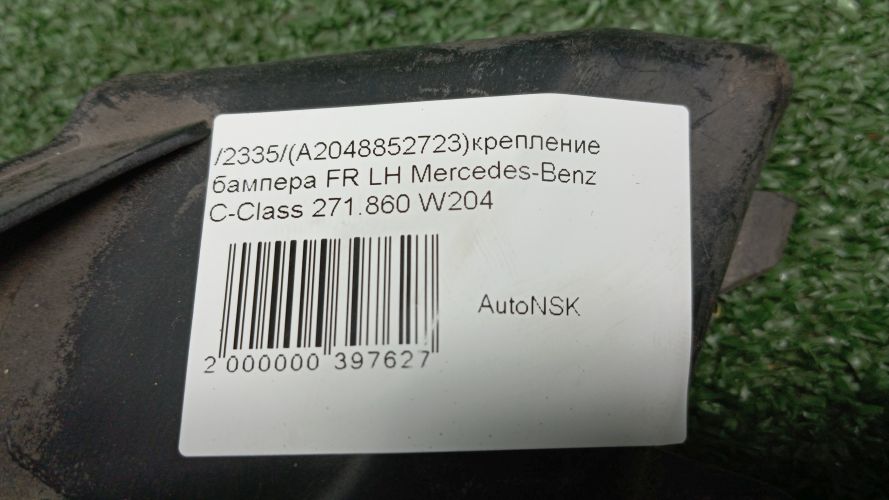 /2335/(A2048852723)крепление
бампера FR LH Mercedes-Benz
C-Class 271.860 W204
AutoNSK
2 000000 397627